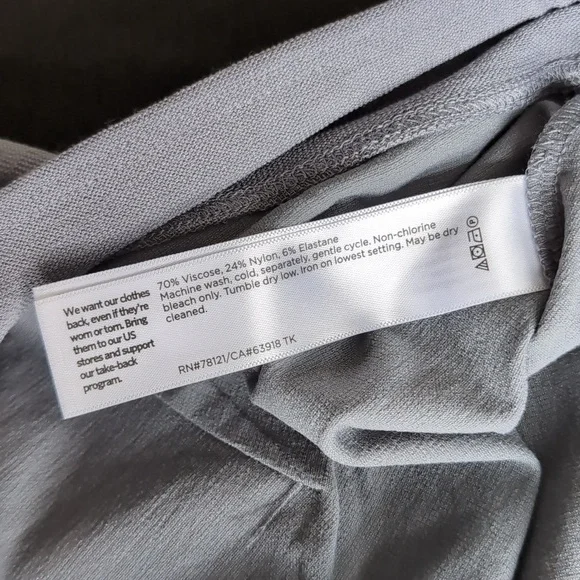 We want our clothes
back, even if they're
worn or torn. Bring
them to our US
stores and support
our take-back
program.
70% Viscose, 24% Nylon, 6% Elastane
Machine wash, cold, separately, gentle cycle. Non-chlorine
bleach only. Tumble dry low. Iron on lowest setting. May be dry
cleaned.
RN#78121/CA#63918 TK
P